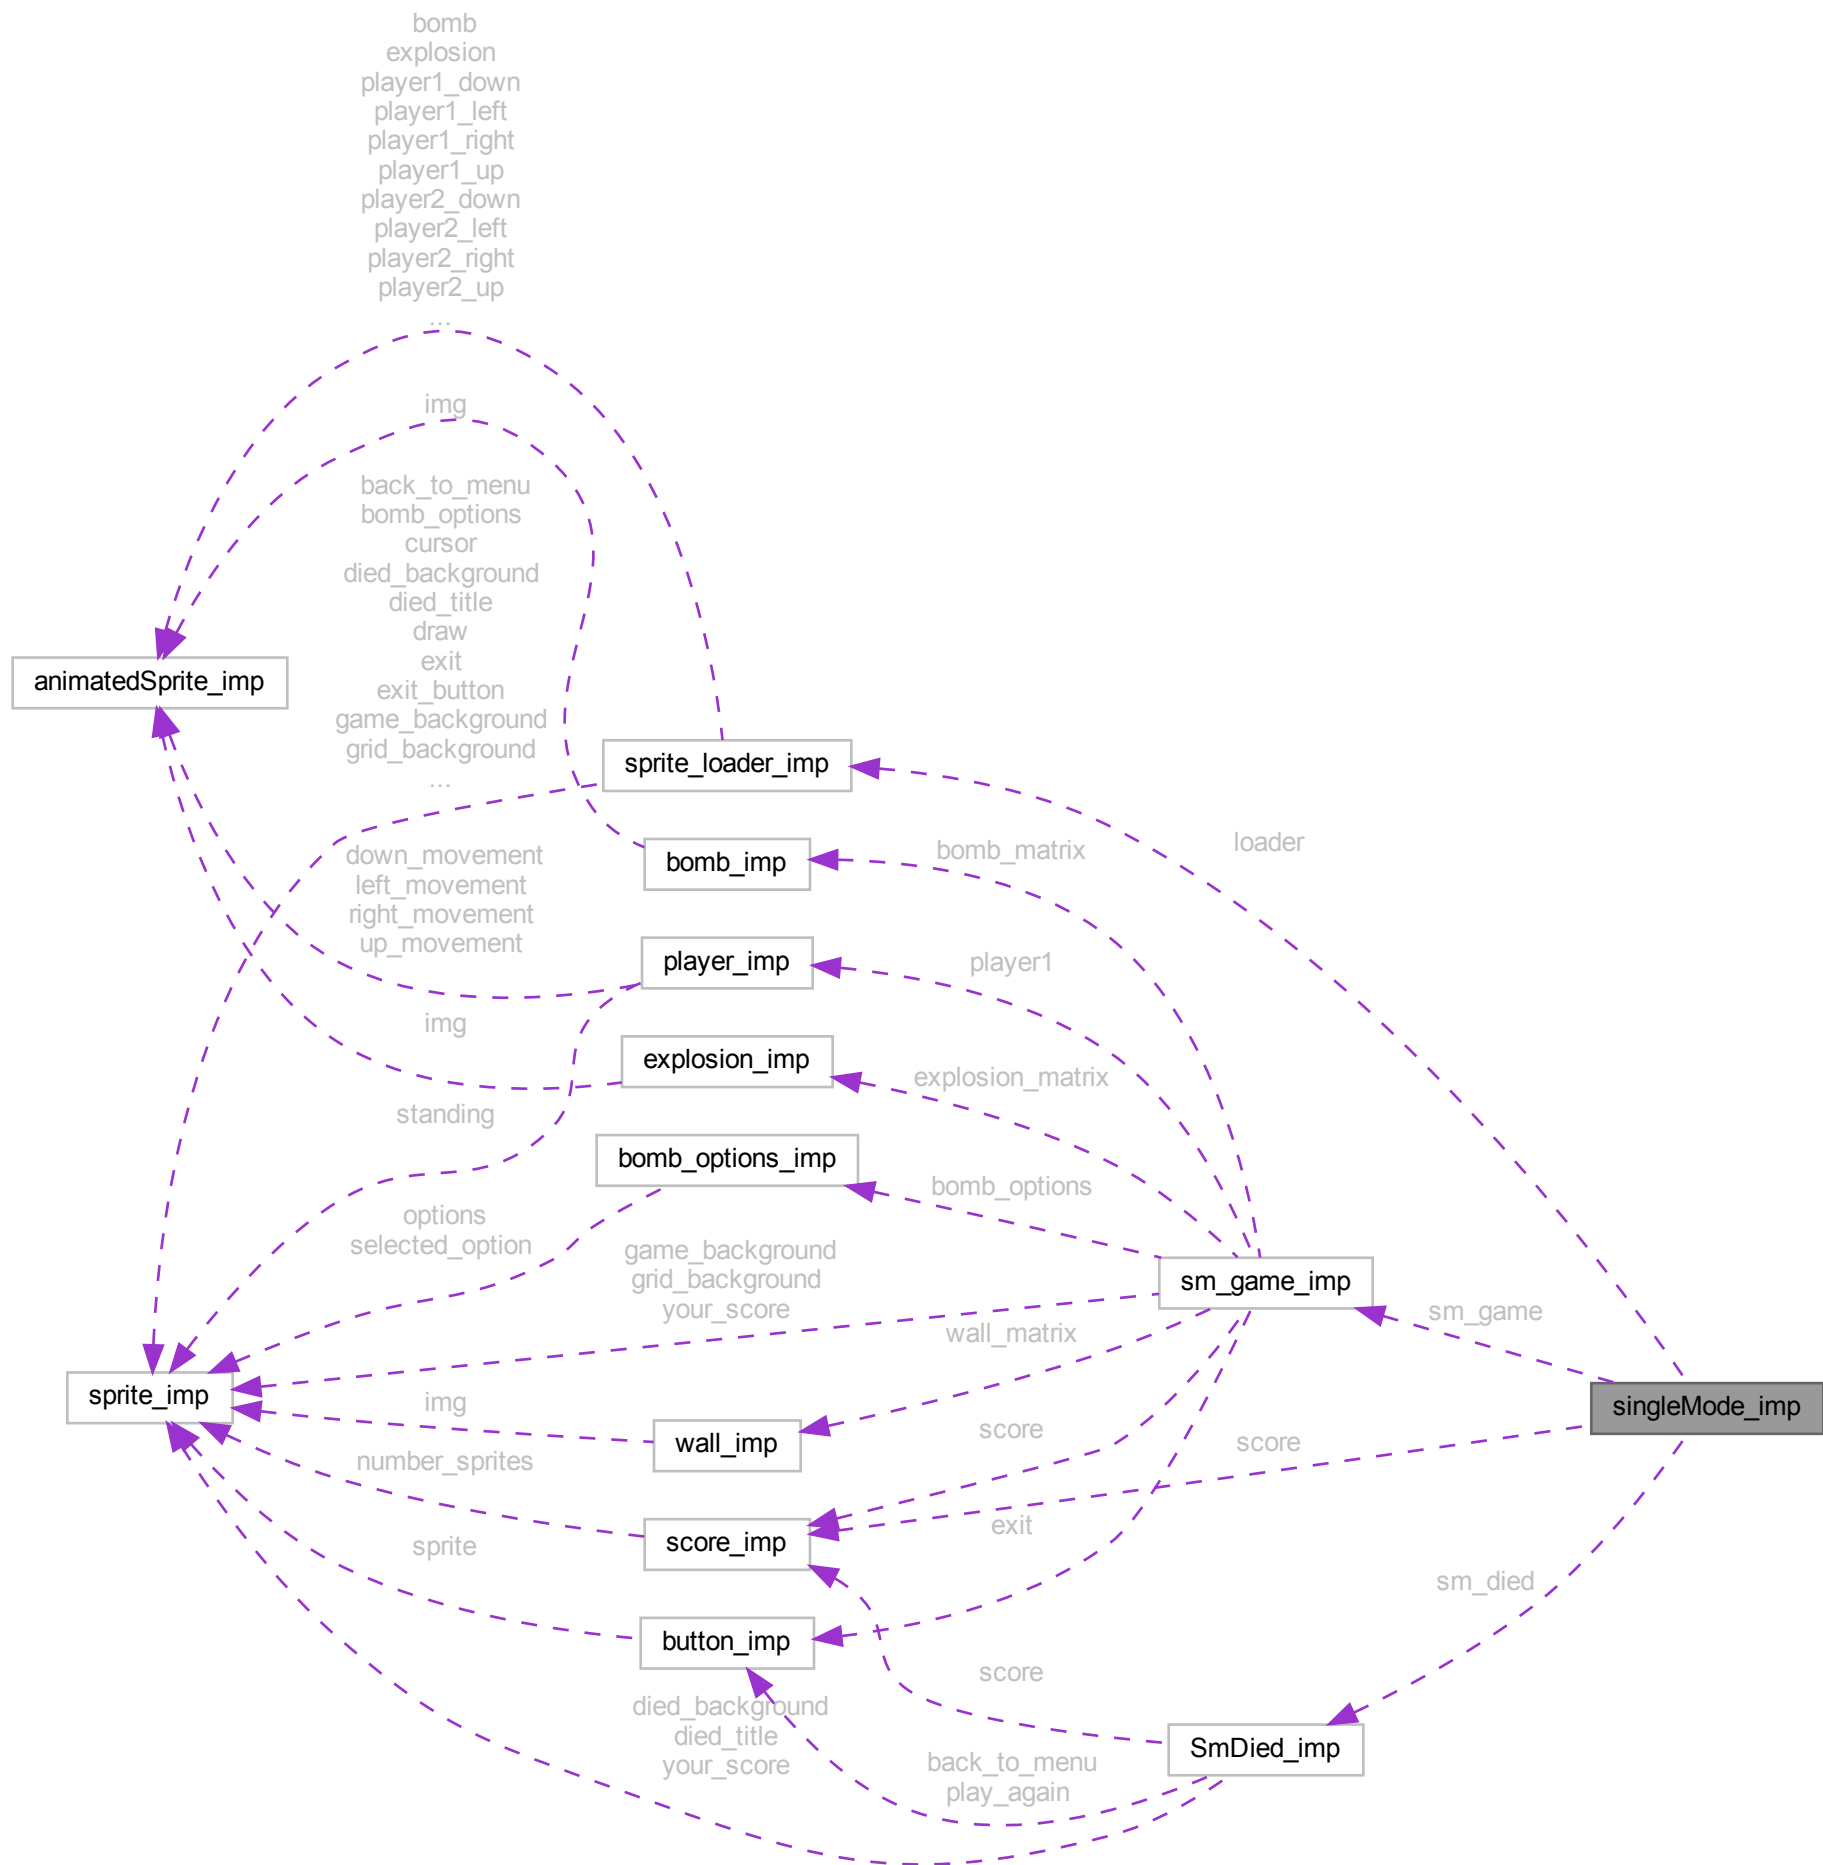 bomb
explosion
player1_down
player1_left
player1_right
player1_up
player2_down
player2_left
player2_right
player2_up
...
img
back_to_menu
bomb_options
cursor
died_background
died_title
draw
exit
exit_button
game_background
grid_background
...
animatedSprite_imp
sprite_loader_imp
loader
down_movement
left_movement
right_movement
up_movement
bomb_imp
bomb_matrix
player_imp
player1
img
explosion_imp
explosion_matrix
standing
bomb_options_imp
bomb_options
options
selected_option
game_background
grid_background
your_score
sm_game_imp
sm_game
wall_matrix
sprite_imp
img
wall_imp
score
singleMode_imp
score
number_sprites
score_imp
exit
sprite
button_imp
sm_died
score
died_background
died_title
your_score
back_to_menu
play_again
SmDied_imp